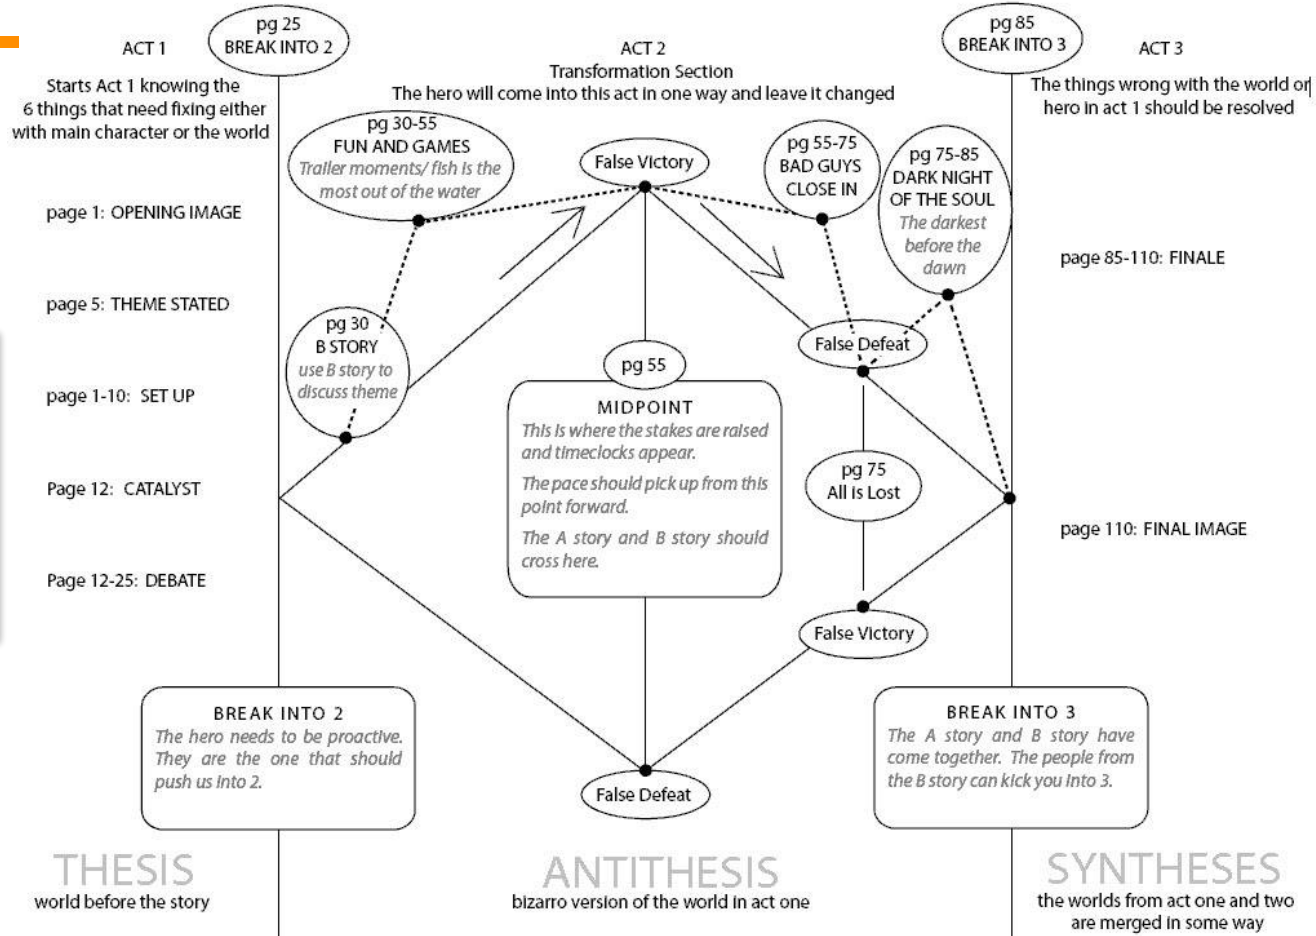 ACT 1
Starts Act 1 knowing the
6 things that need fixing either
with main character or the world
page 1: OPENING IMAGE
page 5: THEME STATED
page 1-10: SET UP
Page 12: CATALYST
Page 12-25: DEBATE
pg 25
BREAK INTO 2
BREAK INTO 2
The hero needs to be proactive.
They are the one that should
push us into 2.
THESIS
world before the story
ACT 2
Transformation Section
The hero will come into this act in one way and leave it changed
pg 30-55
FUN AND GAMES
Trailer moments/ fish is the
most out of the water
pg 30
B STORY
use B story to
discuss theme
False Victory
pg 55
MIDPOINT
This is where the stakes are raised
and timeclocks appear.
The pace should pick up from this
point forward.
The A story and B story should
cross here.
False Defeat
pg 55-75
BAD GUYS
CLOSE IN
pg 75-85
DARK NIGHT
OF THE SOUL
The darkest
before the
dawn
False Defeat
pg 75
All is Lost
False Victory
ANTITHESIS
bizarro version of the world in act one
pg 85
BREAK INTO 3
BREAK INTO 3
The A story and B story have
come together. The people from
the B story can kick you into 3.
ACT 3
The things wrong with the world or
hero in act 1 should be resolved
page 85-110: FINALE
page 110: FINAL IMAGE
SYNTHESES
the worlds from act one and two
are merged in some way